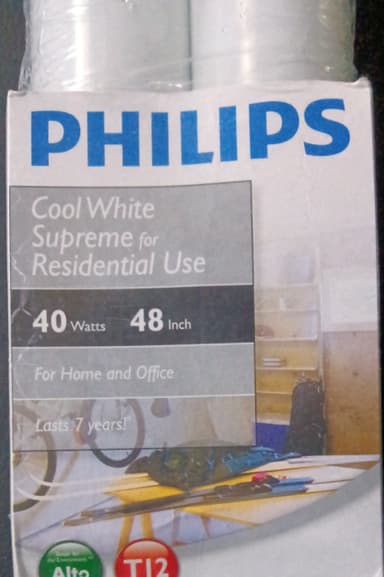 PHILIPS
Cool White
Supreme for
Residential Use
40 Watts 48 Inch
For Home and Office
Lasts 7 years!*
Alto
T12